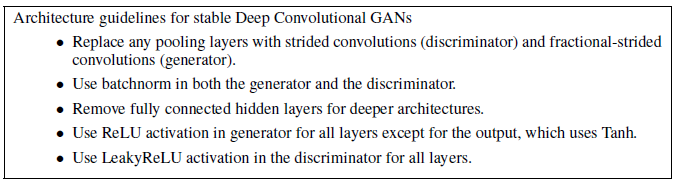 Architecture guidelines for stable Deep Convolutional GANs
• Replace any pooling layers with strided convolutions (discriminator) and fractional-strided
convolutions (generator).
• Use batchnorm in both the generator and the discriminator.
• Remove fully connected hidden layers for deeper architectures.
• Use ReLU activation in generator for all layers except for the output, which uses Tanh.
• Use LeakyReLU activation in the discriminator for all layers.